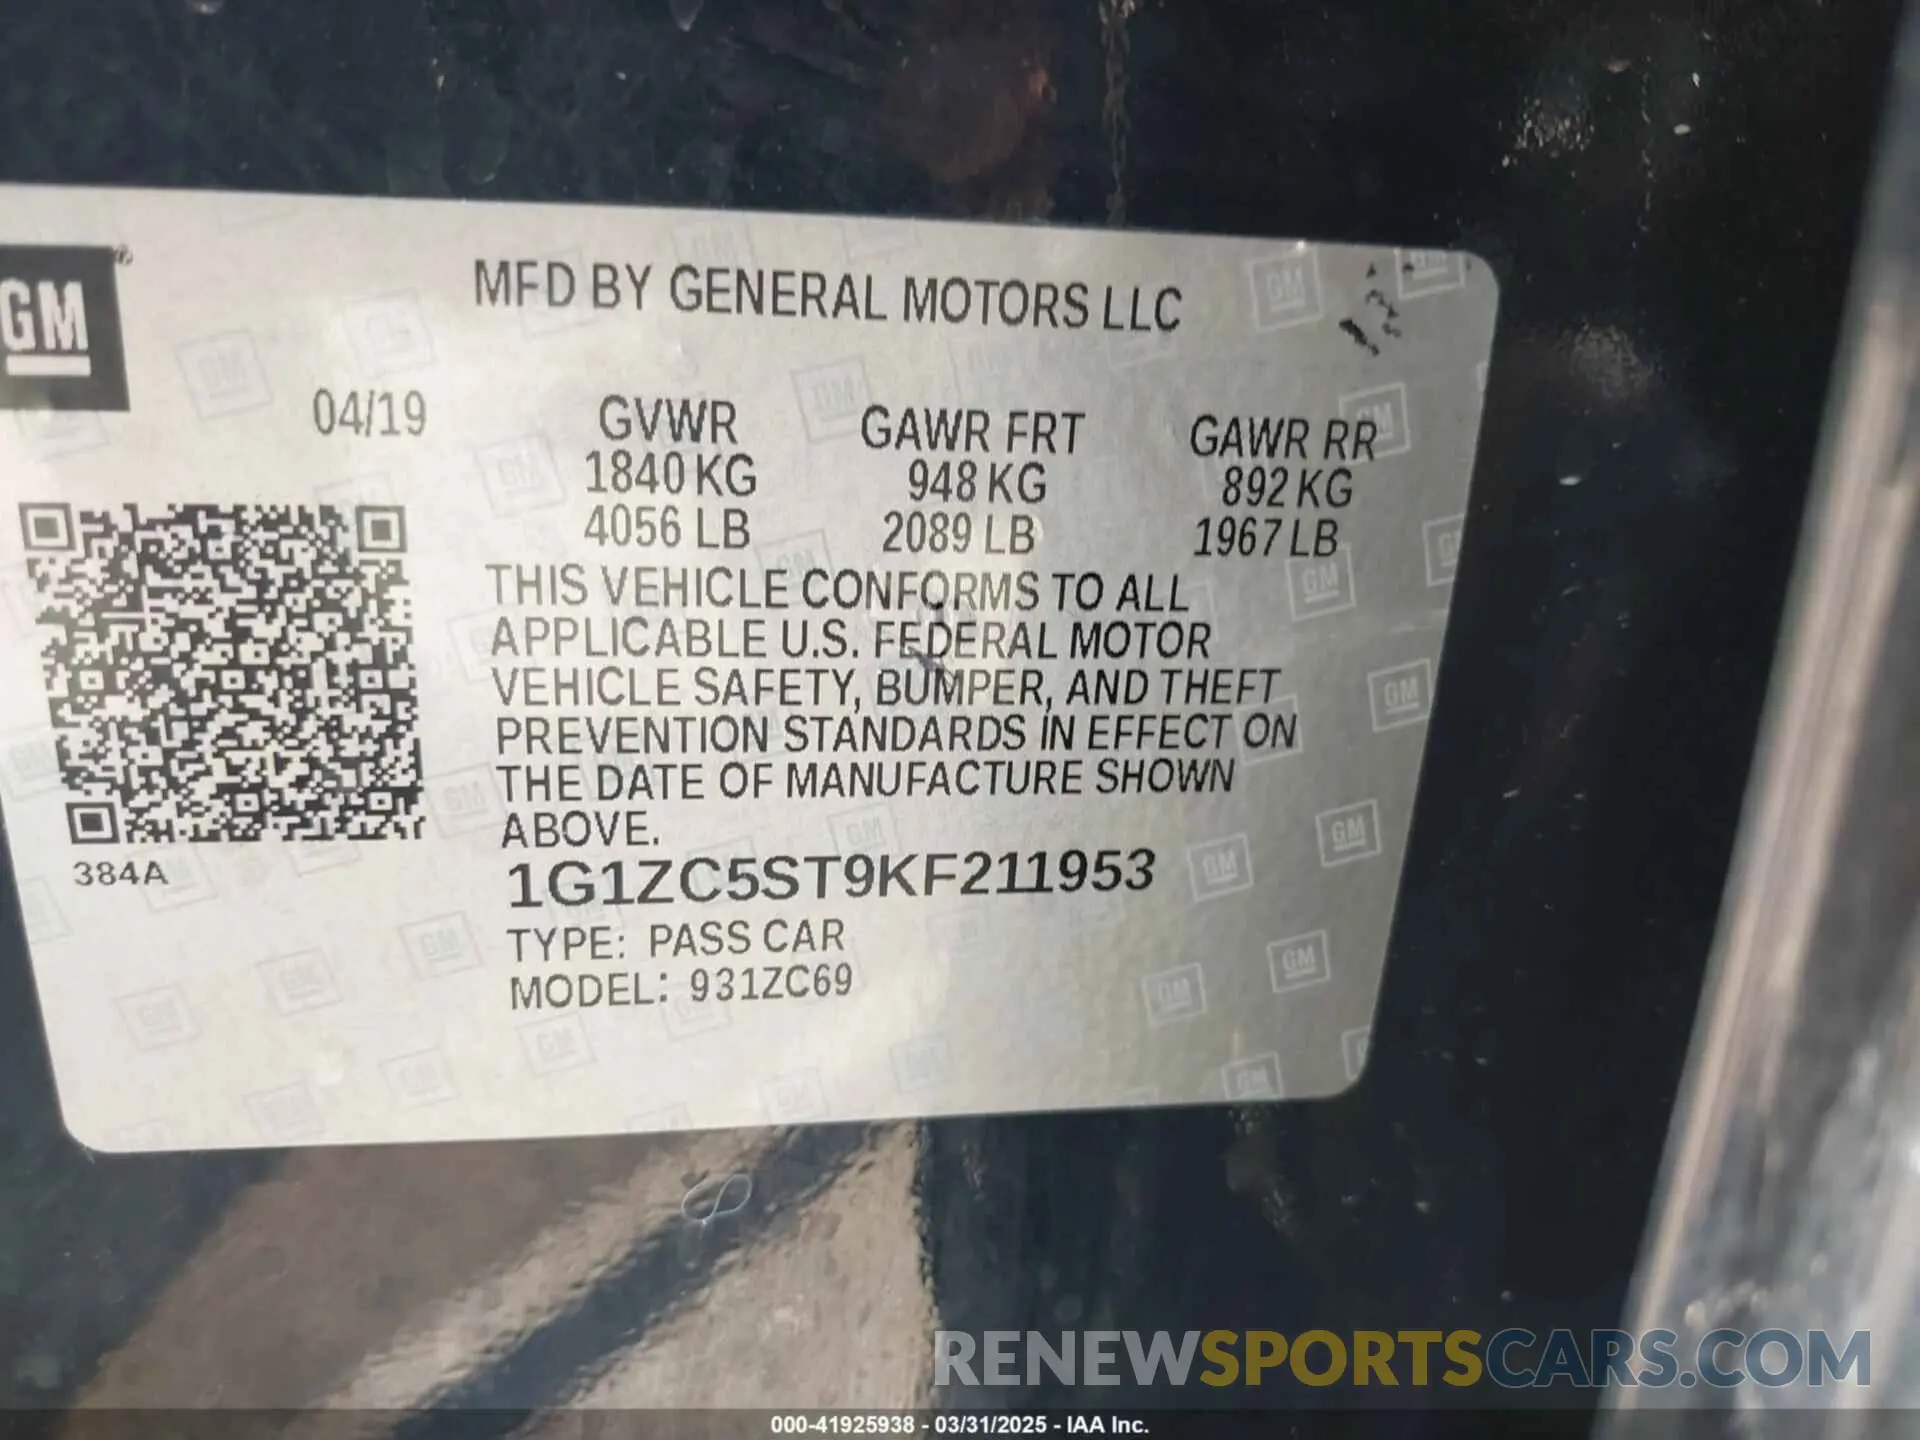 GM
MFD BY GENERAL MOTORS LLC
04/19 GVWR GAWR FRT GAWR RR
1840 KG 948 KG 892 KG
4056 LB 2089 LB 1967 LB
THIS VEHICLE CONFORMS TO ALL
APPLICABLE U.S. FEDERAL MOTOR
VEHICLE SAFETY, BUMPER, AND THEFT
PREVENTION STANDARDS IN EFFECT ON
THE DATE OF MANUFACTURE SHOWN
ABOVE.
384A
1G1ZC5ST9KF211953
TYPE: PASS CAR
MODEL: 931ZC69
RENEWSPORTSCARS.COM
000-41925938 - 03/31/2025 - IAA Inc.